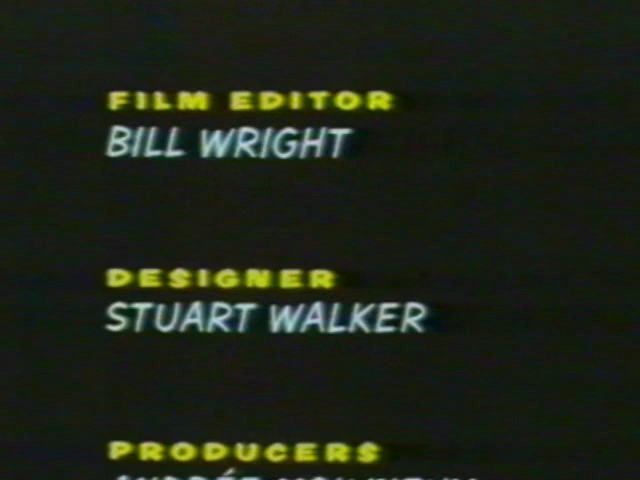 FILM EDITOR
BILL WRIGHT
DESIGNER
STUART WALKER
PRODUCERS